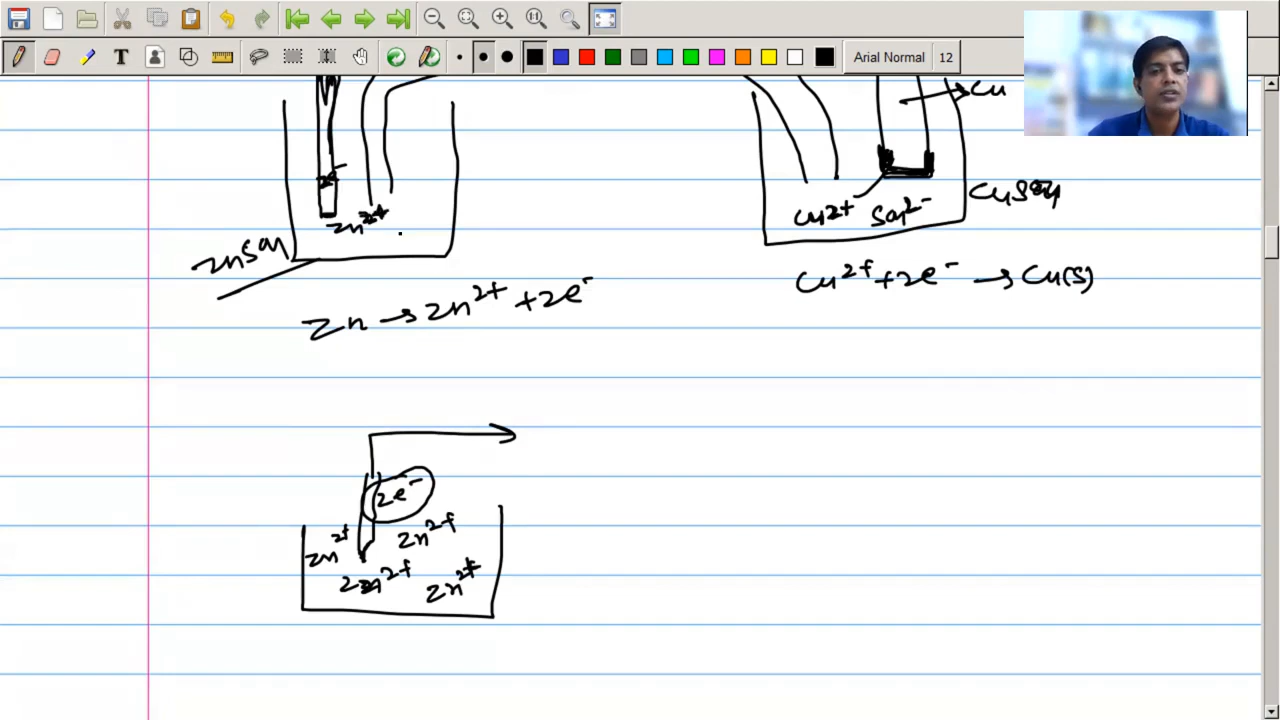 Arial Normal 12
Cu
2e-
Zn2+
Cu2+ SO42-
CuSO4
ZnSO4
Cu2+ + 2e- → Cu(s)
Zn → Zn2+ + 2e-
2e-
Zn2+ Zn2+
Zn2+ Zn2+